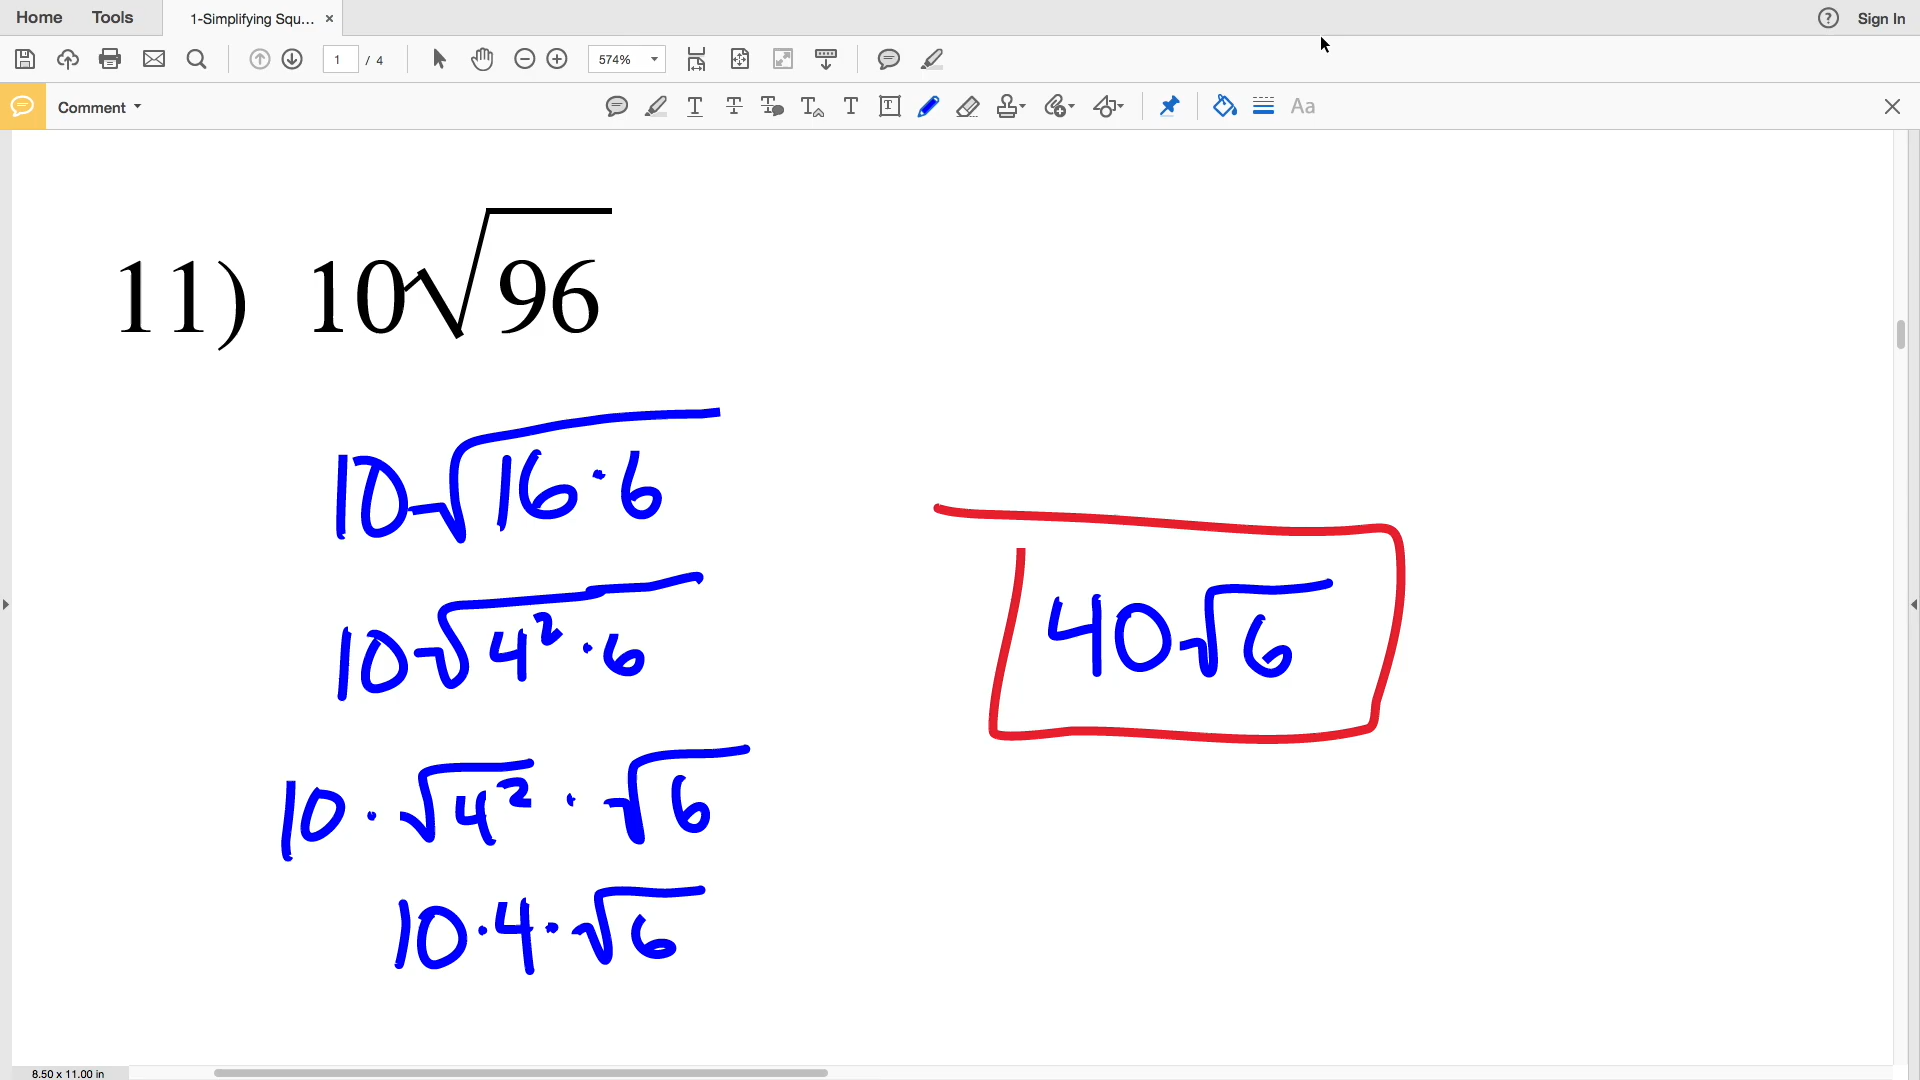 Home Tools 1-Simplifying Squ... × ? Sign In
1 / 4 574%
Comment T T T T T T Aa
11) 10√96
10√16·6
10√4²·6
10·√4²·√6
10·4·√6
40√6
8.50 x 11.00 in